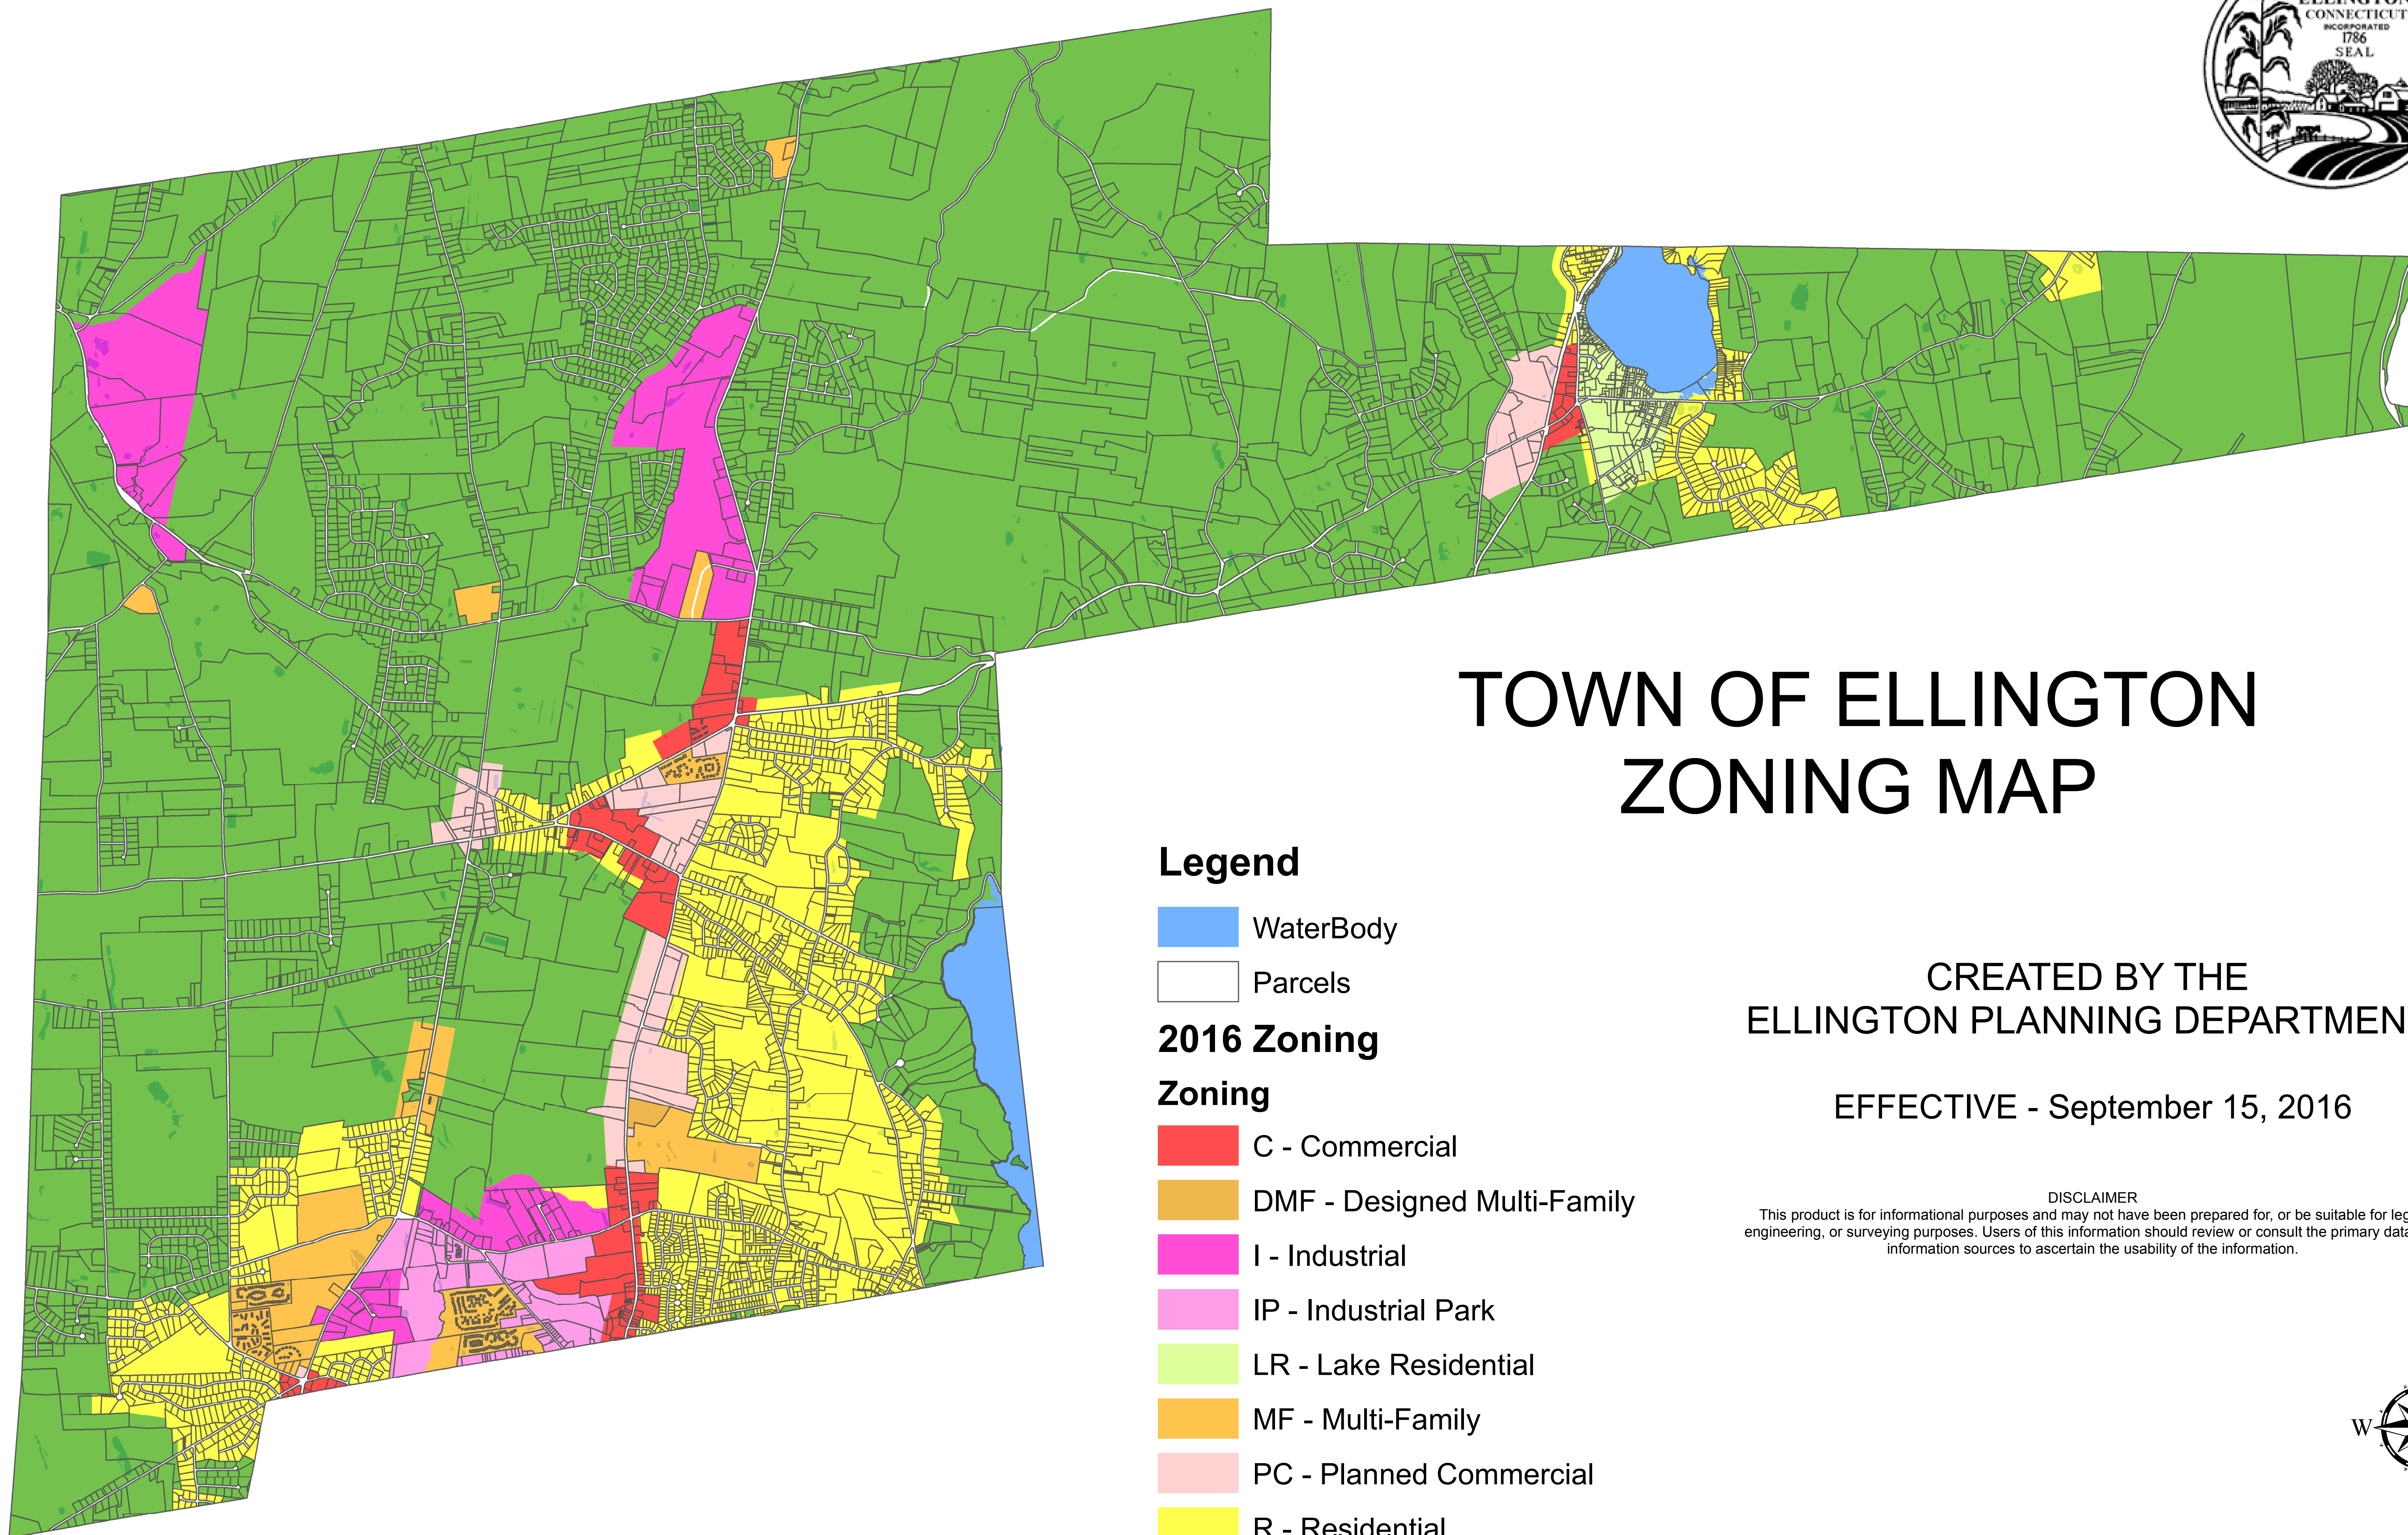 ELLINGTON
CONNECTICUT
INCORPORATED
1786
SEAL
TOWN OF ELLINGTON
ZONING MAP
Legend
WaterBody
Parcels
2016 Zoning
Zoning
C - Commercial
DMF - Designed Multi-Family
I - Industrial
IP - Industrial Park
LR - Lake Residential
MF - Multi-Family
PC - Planned Commercial
R - Residential
CREATED BY THE
ELLINGTON PLANNING DEPARTMEN
EFFECTIVE - September 15, 2016
DISCLAIMER
This product is for informational purposes and may not have been prepared for, or be suitable for leg
engineering, or surveying purposes. Users of this information should review or consult the primary data
information sources to ascertain the usability of the information.
W